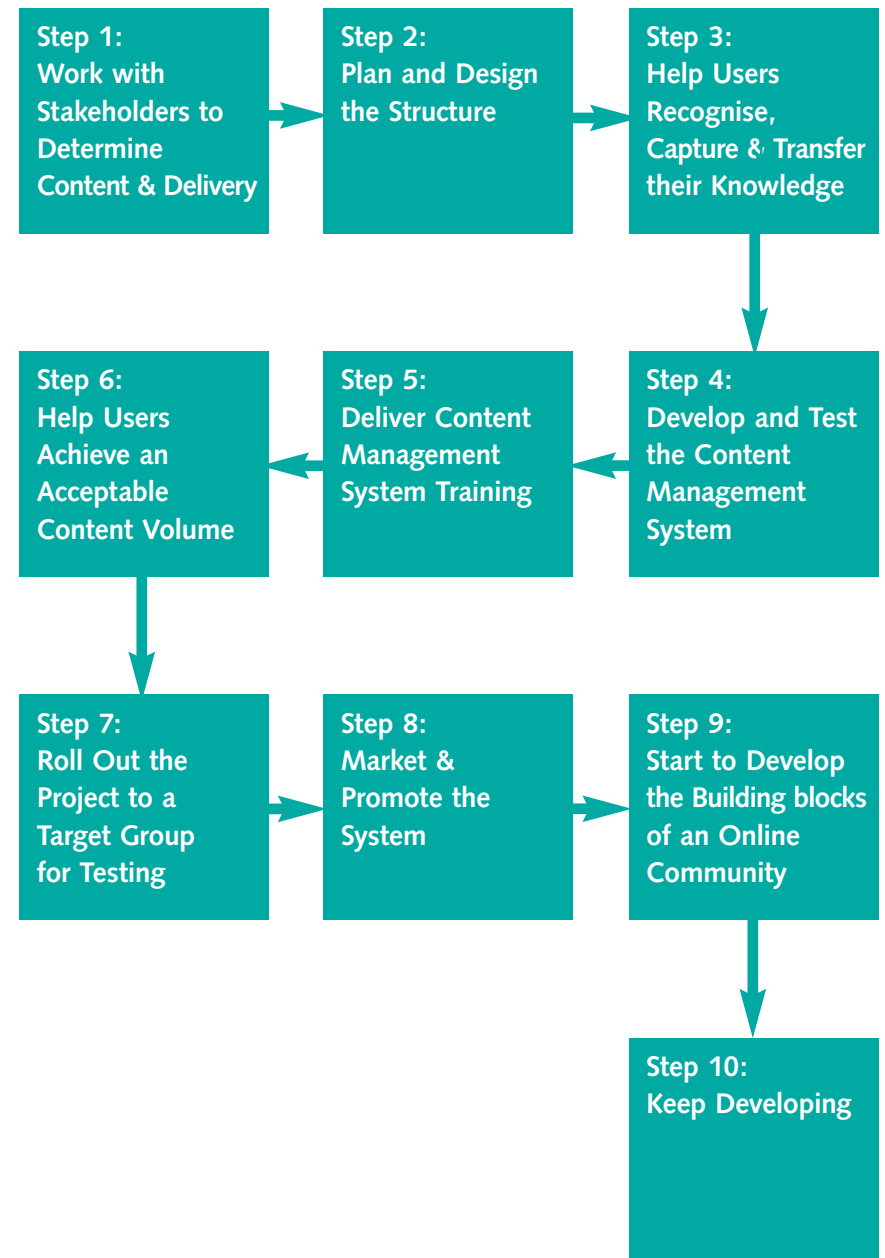 Step 1:
Work with
Stakeholders to
Determine
Content & Delivery
Step 2:
Plan and Design
the Structure
Step 3:
Help Users
Recognise,
Capture & Transfer
their Knowledge
Step 4:
Develop and Test
the Content
Management
System
Step 5:
Deliver Content
Management
System Training
Step 6:
Help Users
Achieve an
Acceptable
Content Volume
Step 7:
Roll Out the
Project to a
Target Group
for Testing
Step 8:
Market &
Promote the
System
Step 9:
Start to Develop
the Building blocks
of an Online
Community
Step 10:
Keep Developing